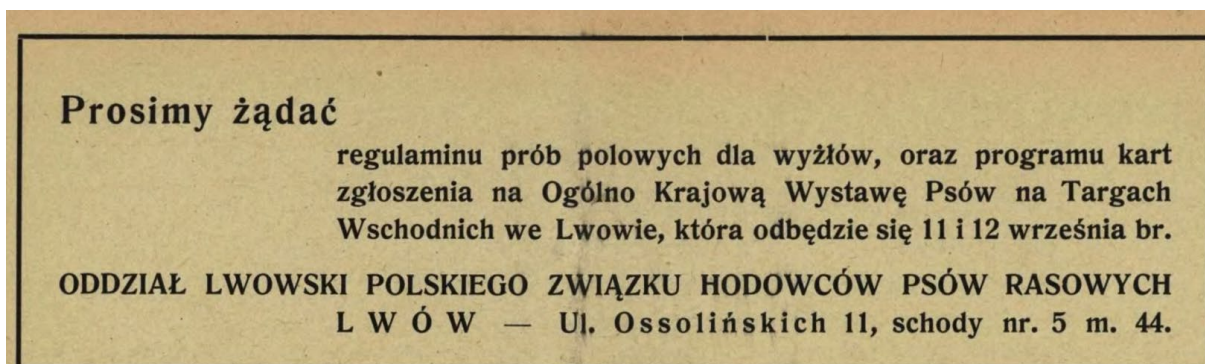 Prosimy żądać
regulaminu prób polowych dla wyżłów, oraz programu kart
zgłoszenia na Ogólno Krajową Wystawę Psów na Targach
Wschodnich we Lwowie, która odbędzie się 11 i 12 września br.
ODDZIAŁ LWOWSKI POLSKIEGO ZWIĄZKU HODOWCÓW PSÓW RASOWYCH
LWÓW — Ul. Ossolińskich 11, schody nr. 5 m. 44.